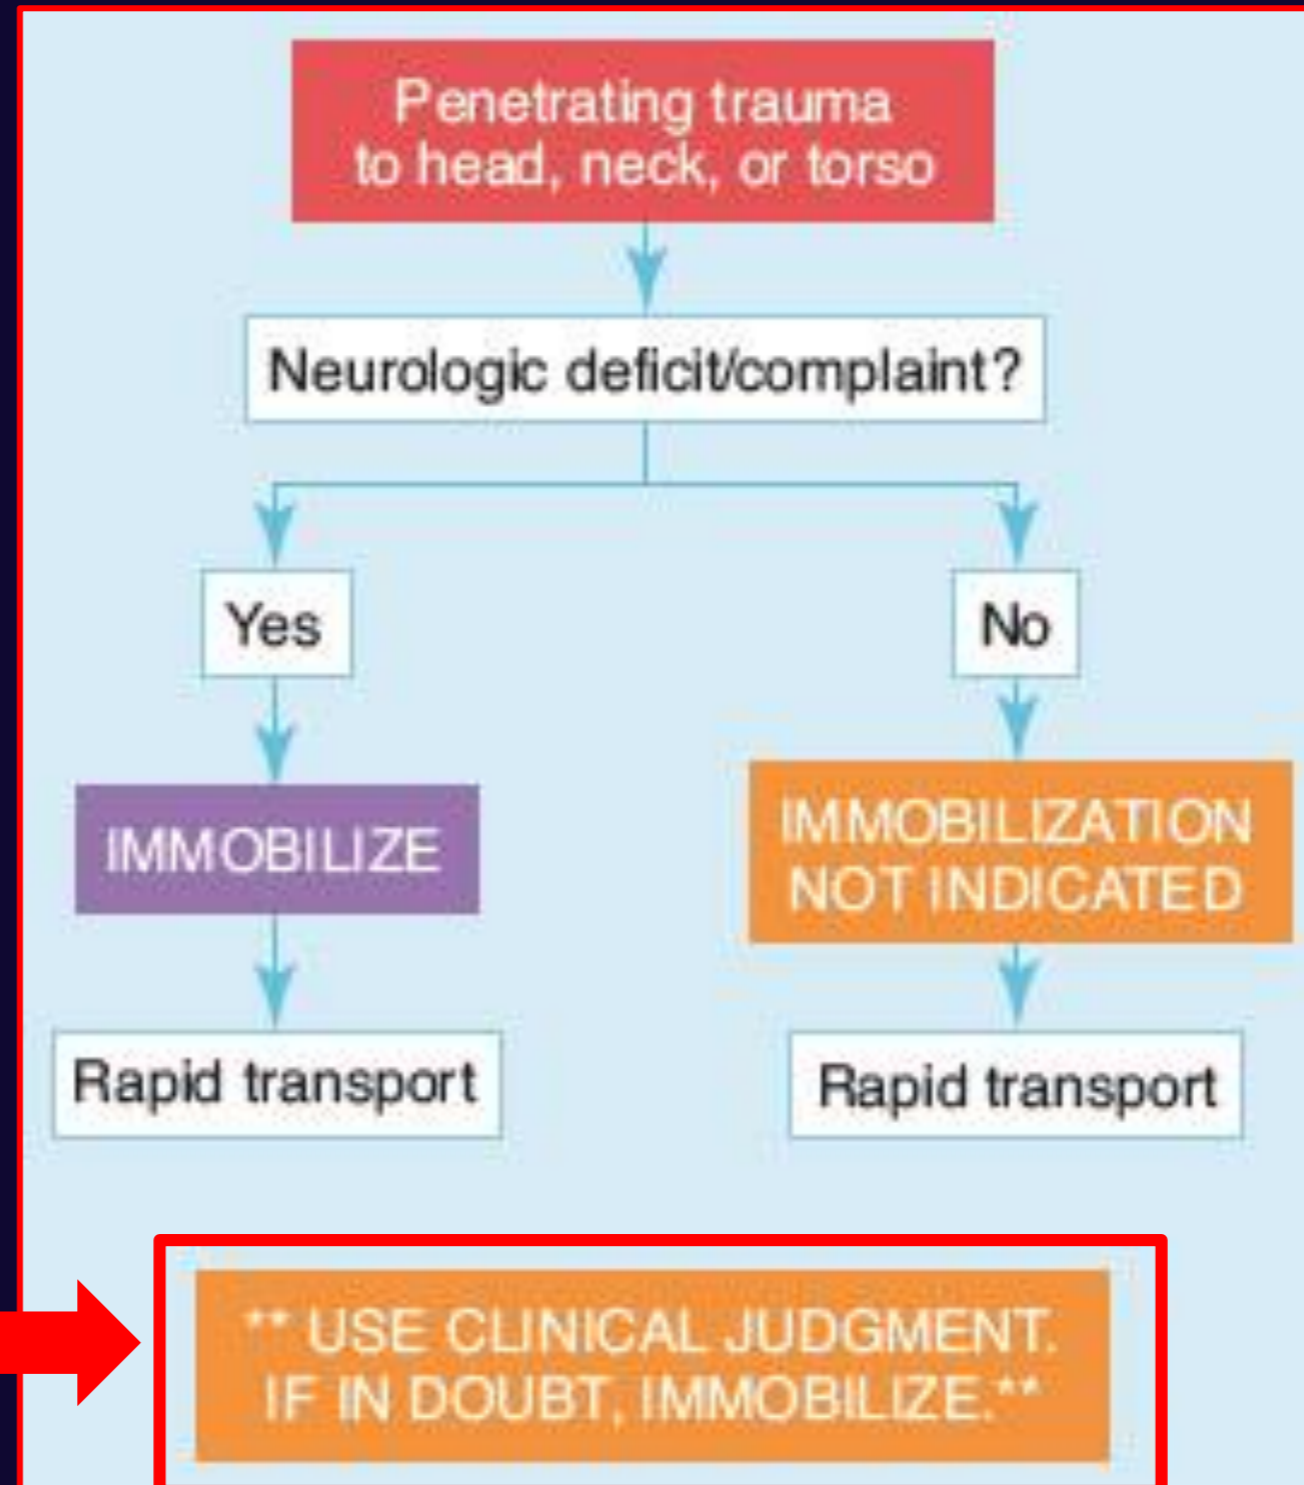 Penetrating trauma
to head, neck, or torso
Neurologic deficit/complaint?
Yes
No
IMMOBILIZE
IMMOBILIZATION
NOT INDICATED
Rapid transport
Rapid transport
** USE CLINICAL JUDGMENT.
IF IN DOUBT, IMMOBILIZE.**